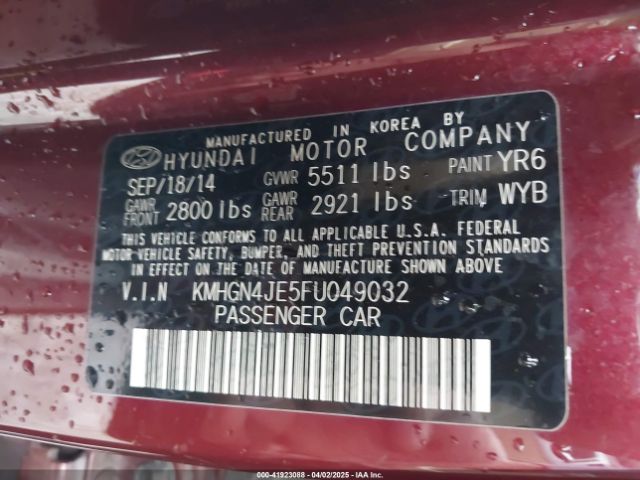 MANUFACTURED IN KOREA BY
HYUNDAI MOTOR COMPANY
SEP/18/14 GVWR 5511 lbs PAINT YR6
GAWR FRONT 2800 lbs GAWR REAR 2921 lbs TRIM WYB
THIS VEHICLE CONFORMS TO ALL APPLICABLE U.S.A. FEDERAL
MOTOR VEHICLE SAFETY, BUMPER, AND THEFT PREVENTION STANDARDS
IN EFFECT ON THE DATE OF MANUFACTURE SHOWN ABOVE
V.I.N KMHGN4JE5FU049032
PASSENGER CAR
000-41923088 - 04/02/2025 - IAAI.com